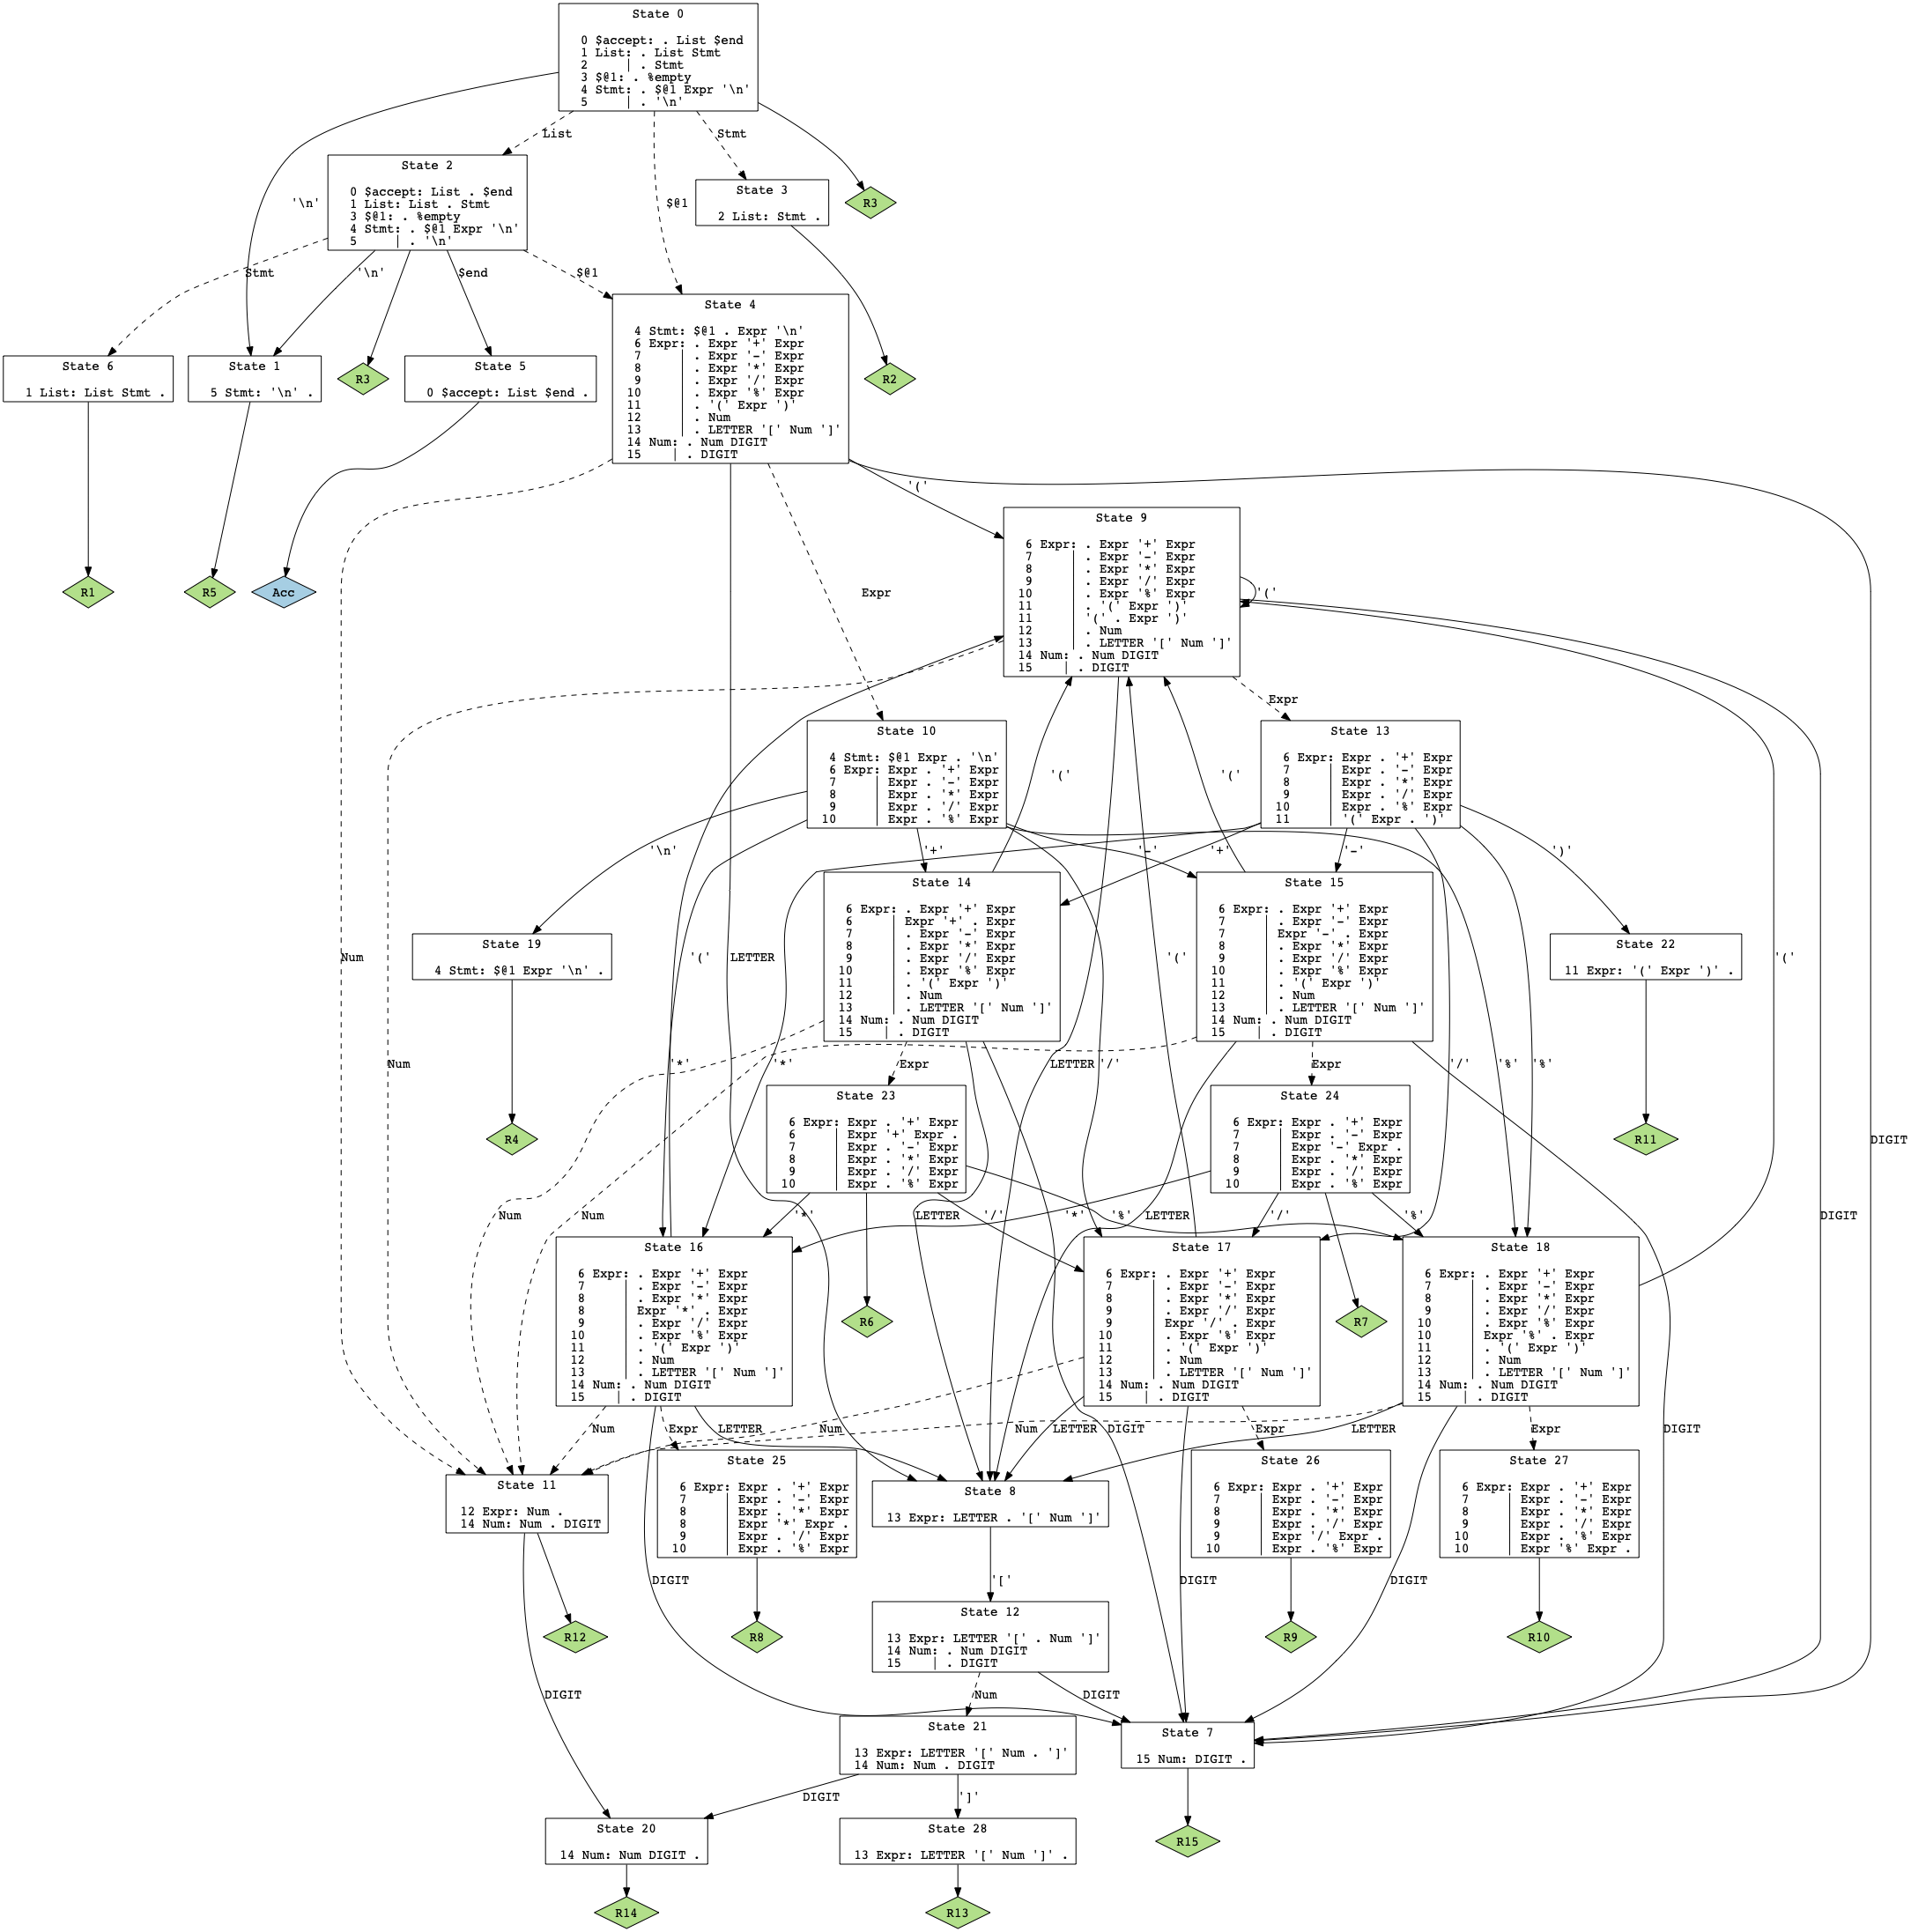 State 0
0 $accept: . List $end
1 List: . List Stmt
2 | . Stmt
3 $@1: . %empty
4 Stmt: . $@1 Expr '\n'
5 | . '\n'
List
Stmt
State 2
0 $accept: List . $end
1 List: List . Stmt
3 $@1: . %empty
4 Stmt: . $@1 Expr '\n'
5 | . '\n'
State 3
2 List: Stmt .
R3
'\n'
$@1
Stmt
'\n'
$end
$@1
State 4
4 Stmt: $@1 . Expr '\n'
6 Expr: . Expr '+' Expr
7 | . Expr '-' Expr
8 | . Expr '*' Expr
9 | . Expr '/' Expr
10 | . Expr '%' Expr
11 | . '(' Expr ')'
12 | . Num
13 | . LETTER '[' Num ']'
14 Num: . Num DIGIT
15 | . DIGIT
State 6
1 List: List Stmt .
State 1
5 Stmt: '\n' .
R3
State 5
0 $accept: List $end .
R2
'('
State 9
6 Expr: . Expr '+' Expr
7 | . Expr '-' Expr
8 | . Expr '*' Expr
9 | . Expr '/' Expr
10 | . Expr '%' Expr
11 | . '(' Expr ')'
11 | '(' . Expr ')'
12 | . Num
13 | . LETTER '[' Num ']'
14 Num: . Num DIGIT
15 | . DIGIT
R1
R5
Acc
Expr
'('
Expr
State 10
4 Stmt: $@1 Expr . '\n'
6 Expr: Expr . '+' Expr
7 | Expr . '-' Expr
8 | Expr . '*' Expr
9 | Expr . '/' Expr
10 | Expr . '%' Expr
State 13
6 Expr: Expr . '+' Expr
7 | Expr . '-' Expr
8 | Expr . '*' Expr
9 | Expr . '/' Expr
10 | Expr . '%' Expr
11 | '(' Expr . ')'
'('
'('
'\n'
'+'
'-'
'+'
'-'
')'
State 14
6 Expr: . Expr '+' Expr
6 | Expr '+' . Expr
7 | . Expr '-' Expr
8 | . Expr '*' Expr
9 | . Expr '/' Expr
10 | . Expr '%' Expr
11 | . '(' Expr ')'
12 | . Num
13 | . LETTER '[' Num ']'
14 Num: . Num DIGIT
15 | . DIGIT
State 15
6 Expr: . Expr '+' Expr
7 | . Expr '-' Expr
7 | Expr '-' . Expr
8 | . Expr '*' Expr
9 | . Expr '/' Expr
10 | . Expr '%' Expr
11 | . '(' Expr ')'
12 | . Num
13 | . LETTER '[' Num ']'
14 Num: . Num DIGIT
15 | . DIGIT
State 19
4 Stmt: $@1 Expr '\n' .
State 22
11 Expr: '(' Expr ')' .
Num
'('
LETTER
'('
'('
Num
'*'
'*'
Expr
LETTER
'/'
Expr
'/'
'%'
'%'
State 23
6 Expr: Expr . '+' Expr
6 | Expr '+' Expr .
7 | Expr . '-' Expr
8 | Expr . '*' Expr
9 | Expr . '/' Expr
10 | Expr . '%' Expr
State 24
6 Expr: Expr . '+' Expr
7 | Expr . '-' Expr
7 | Expr '-' Expr .
8 | Expr . '*' Expr
9 | Expr . '/' Expr
10 | Expr . '%' Expr
R4
R11
DIGIT
Num
Num
'*'
LETTER
'/'
'*'
'%'
LETTER
'/'
'%'
DIGIT
State 16
6 Expr: . Expr '+' Expr
7 | . Expr '-' Expr
8 | . Expr '*' Expr
8 | Expr '*' . Expr
9 | . Expr '/' Expr
10 | . Expr '%' Expr
11 | . '(' Expr ')'
12 | . Num
13 | . LETTER '[' Num ']'
14 Num: . Num DIGIT
15 | . DIGIT
R6
State 17
6 Expr: . Expr '+' Expr
7 | . Expr '-' Expr
8 | . Expr '*' Expr
9 | . Expr '/' Expr
9 | Expr '/' . Expr
10 | . Expr '%' Expr
11 | . '(' Expr ')'
12 | . Num
13 | . LETTER '[' Num ']'
14 Num: . Num DIGIT
15 | . DIGIT
R7
State 18
6 Expr: . Expr '+' Expr
7 | . Expr '-' Expr
8 | . Expr '*' Expr
9 | . Expr '/' Expr
10 | . Expr '%' Expr
10 | Expr '%' . Expr
11 | . '(' Expr ')'
12 | . Num
13 | . LETTER '[' Num ']'
14 Num: . Num DIGIT
15 | . DIGIT
Num
Expr
LETTER
Num
Num
LETTER
DIGIT
Expr
LETTER
Expr
DIGIT
State 11
12 Expr: Num .
14 Num: Num . DIGIT
State 25
6 Expr: Expr . '+' Expr
7 | Expr . '-' Expr
8 | Expr . '*' Expr
8 | Expr '*' Expr .
9 | Expr . '/' Expr
10 | Expr . '%' Expr
State 8
13 Expr: LETTER . '[' Num ']'
State 26
6 Expr: Expr . '+' Expr
7 | Expr . '-' Expr
8 | Expr . '*' Expr
9 | Expr . '/' Expr
9 | Expr '/' Expr .
10 | Expr . '%' Expr
State 27
6 Expr: Expr . '+' Expr
7 | Expr . '-' Expr
8 | Expr . '*' Expr
9 | Expr . '/' Expr
10 | Expr . '%' Expr
10 | Expr '%' Expr .
DIGIT
'['
DIGIT
DIGIT
R12
R8
State 12
13 Expr: LETTER '[' . Num ']'
14 Num: . Num DIGIT
15 | . DIGIT
R9
R10
DIGIT
Num
DIGIT
State 21
13 Expr: LETTER '[' Num . ']'
14 Num: Num . DIGIT
State 7
15 Num: DIGIT .
DIGIT
']'
State 20
14 Num: Num DIGIT .
State 28
13 Expr: LETTER '[' Num ']' .
R15
R14
R13